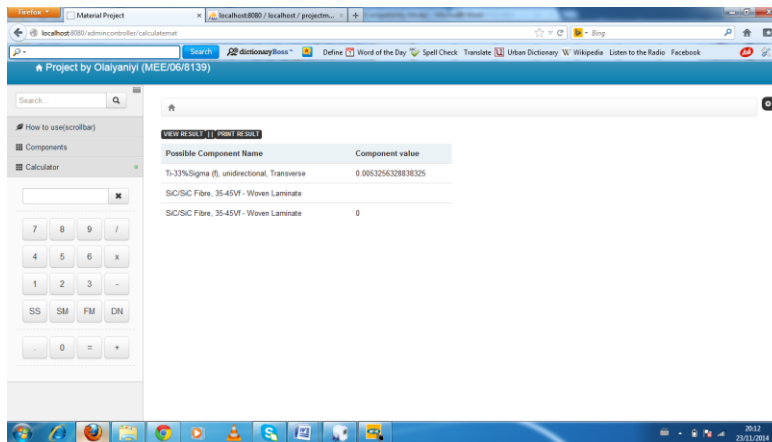 Firefox
Material Project
localhost:8080 / localhost / projectm...
localhost:8080/admincontroller/calculatemat
Bing
Search
dictionaryBoss
Define
Word of the Day
Spell Check
Translate
Urban Dictionary
W Wikipedia
Listen to the Radio
Facebook
Project by Olaiyaniyi (MEE/06/8139)
Search...
How to use(scrollbar)
Components
Calculator
VIEW RESULT || PRINT RESULT
Possible Component Name Component value
Ti-33%Sigma (f), unidirectional, Transverse 0.0053256328838325
SiC/SiC Fibre, 35-45Vf - Woven Laminate
SiC/SiC Fibre, 35-45Vf - Woven Laminate 0
7 8 9 /
4 5 6 x
1 2 3 -
SS SM FM DN
. 0 = +
20:12
23/11/2014